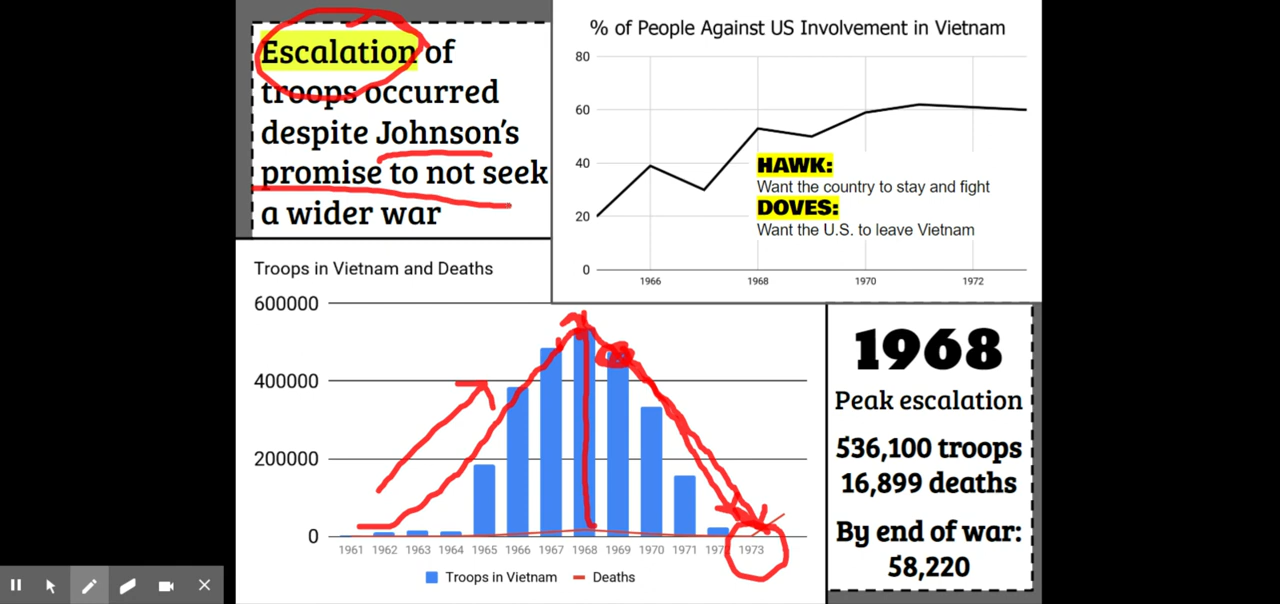 Escalation of
troops occurred
despite Johnson's
promise to not seek
a wider war
% of People Against US Involvement in Vietnam
80
60
40
20
0
1966 1968 1970 1972
HAWK:
Want the country to stay and fight
DOVES:
Want the U.S. to leave Vietnam
Troops in Vietnam and Deaths
600000
400000
200000
0
1961 1962 1963 1964 1965 1966 1967 1968 1969 1970 1971 1972 1973
Troops in Vietnam Deaths
1968
Peak escalation
536,100 troops
16,899 deaths
By end of war:
58,220